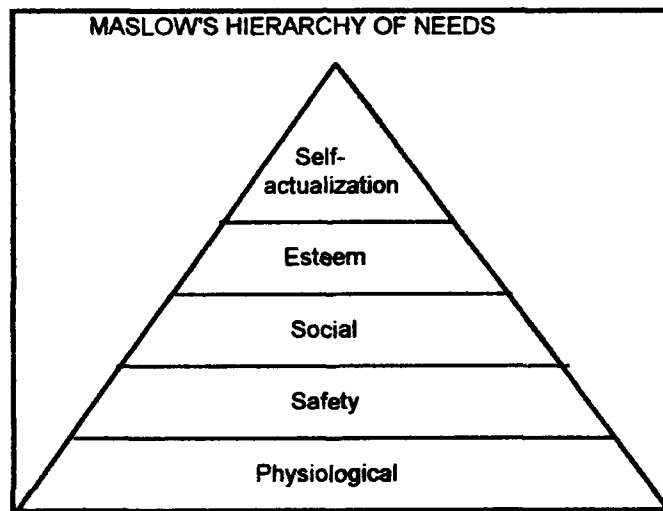 MASLOW'S HIERARCHY OF NEEDS
Self-
actualization
Esteem
Social
Safety
Physiological